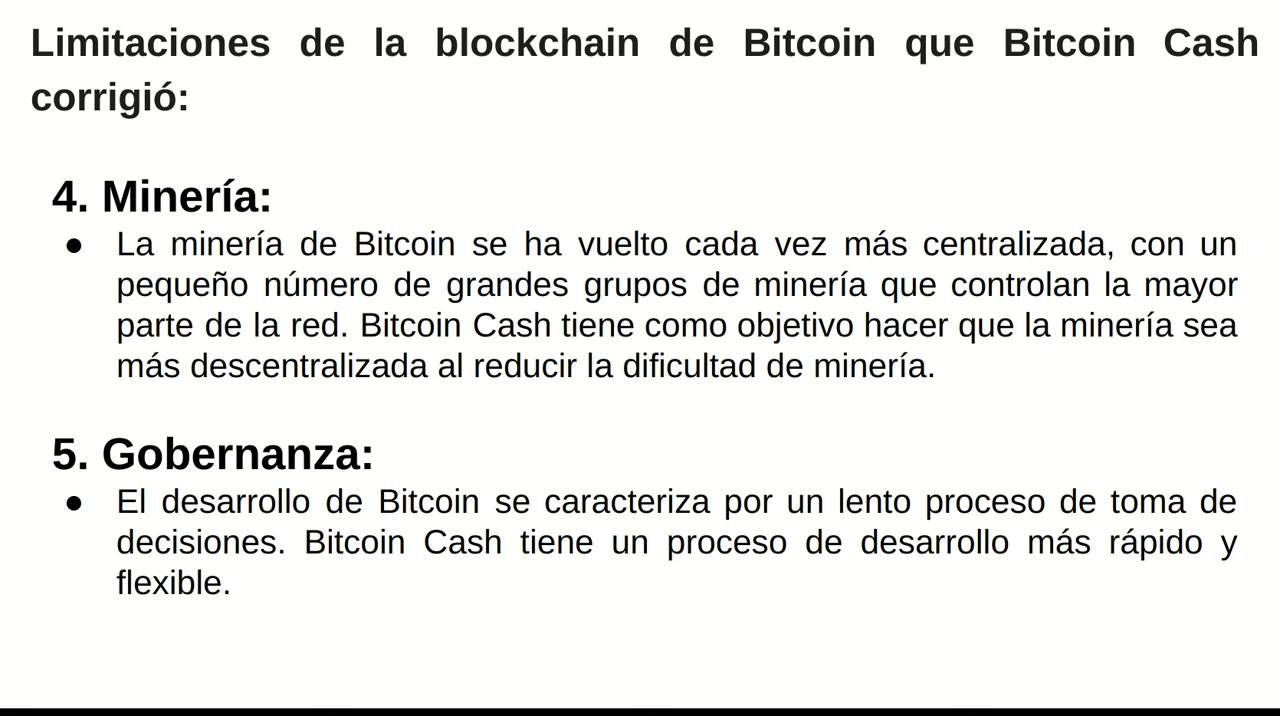 Limitaciones de la blockchain de Bitcoin que Bitcoin Cash
corrigió:
4. Minería:
● La minería de Bitcoin se ha vuelto cada vez más centralizada, con un
pequeño número de grandes grupos de minería que controlan la mayor
parte de la red. Bitcoin Cash tiene como objetivo hacer que la minería sea
más descentralizada al reducir la dificultad de minería.
5. Gobernanza:
● El desarrollo de Bitcoin se caracteriza por un lento proceso de toma de
decisiones. Bitcoin Cash tiene un proceso de desarrollo más rápido y
flexible.